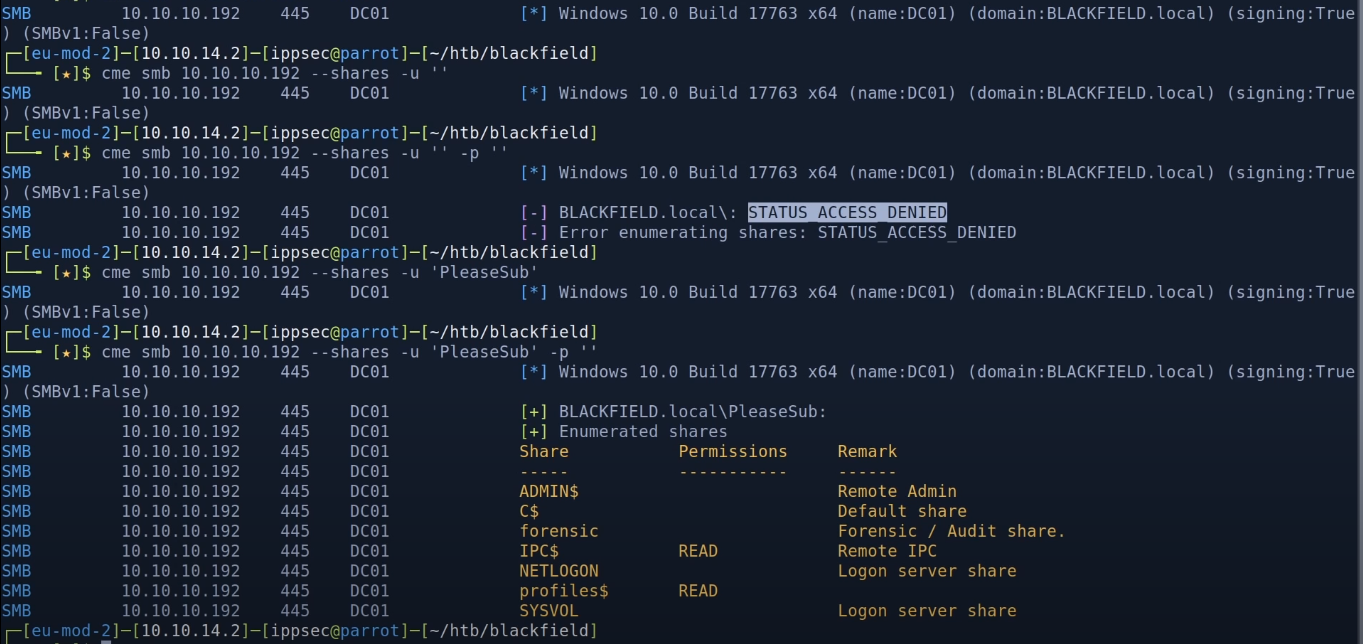 SMB 10.10.10.192 445 DC01 [*] Windows 10.0 Build 17763 x64 (name:DC01) (domain:BLACKFIELD.local) (signing:True
) (SMBv1:False)
┌─[eu-mod-2]─[10.10.14.2]─[ippsec@parrot]─[~/htb/blackfield]
└──╼ [★]$ cme smb 10.10.10.192 --shares -u ''
SMB 10.10.10.192 445 DC01 [*] Windows 10.0 Build 17763 x64 (name:DC01) (domain:BLACKFIELD.local) (signing:True
) (SMBv1:False)
┌─[eu-mod-2]─[10.10.14.2]─[ippsec@parrot]─[~/htb/blackfield]
└──╼ [★]$ cme smb 10.10.10.192 --shares -u '' -p ''
SMB 10.10.10.192 445 DC01 [*] Windows 10.0 Build 17763 x64 (name:DC01) (domain:BLACKFIELD.local) (signing:True
) (SMBv1:False)
SMB 10.10.10.192 445 DC01 [-] BLACKFIELD.local\: STATUS_ACCESS_DENIED
SMB 10.10.10.192 445 DC01 [-] Error enumerating shares: STATUS_ACCESS_DENIED
┌─[eu-mod-2]─[10.10.14.2]─[ippsec@parrot]─[~/htb/blackfield]
└──╼ [★]$ cme smb 10.10.10.192 --shares -u 'PleaseSub'
SMB 10.10.10.192 445 DC01 [*] Windows 10.0 Build 17763 x64 (name:DC01) (domain:BLACKFIELD.local) (signing:True
) (SMBv1:False)
┌─[eu-mod-2]─[10.10.14.2]─[ippsec@parrot]─[~/htb/blackfield]
└──╼ [★]$ cme smb 10.10.10.192 --shares -u 'PleaseSub' -p ''
SMB 10.10.10.192 445 DC01 [*] Windows 10.0 Build 17763 x64 (name:DC01) (domain:BLACKFIELD.local) (signing:True
) (SMBv1:False)
SMB 10.10.10.192 445 DC01 [+] BLACKFIELD.local\PleaseSub:
SMB 10.10.10.192 445 DC01 [+] Enumerated shares
SMB 10.10.10.192 445 DC01 Share Permissions Remark
SMB 10.10.10.192 445 DC01 ----- ----------- ------
SMB 10.10.10.192 445 DC01 ADMIN$ Remote Admin
SMB 10.10.10.192 445 DC01 C$ Default share
SMB 10.10.10.192 445 DC01 forensic Forensic / Audit share.
SMB 10.10.10.192 445 DC01 IPC$ READ Remote IPC
SMB 10.10.10.192 445 DC01 NETLOGON Logon server share
SMB 10.10.10.192 445 DC01 profiles$ READ
SMB 10.10.10.192 445 DC01 SYSVOL Logon server share
┌─[eu-mod-2]─[10.10.14.2]─[ippsec@parrot]─[~/htb/blackfield]